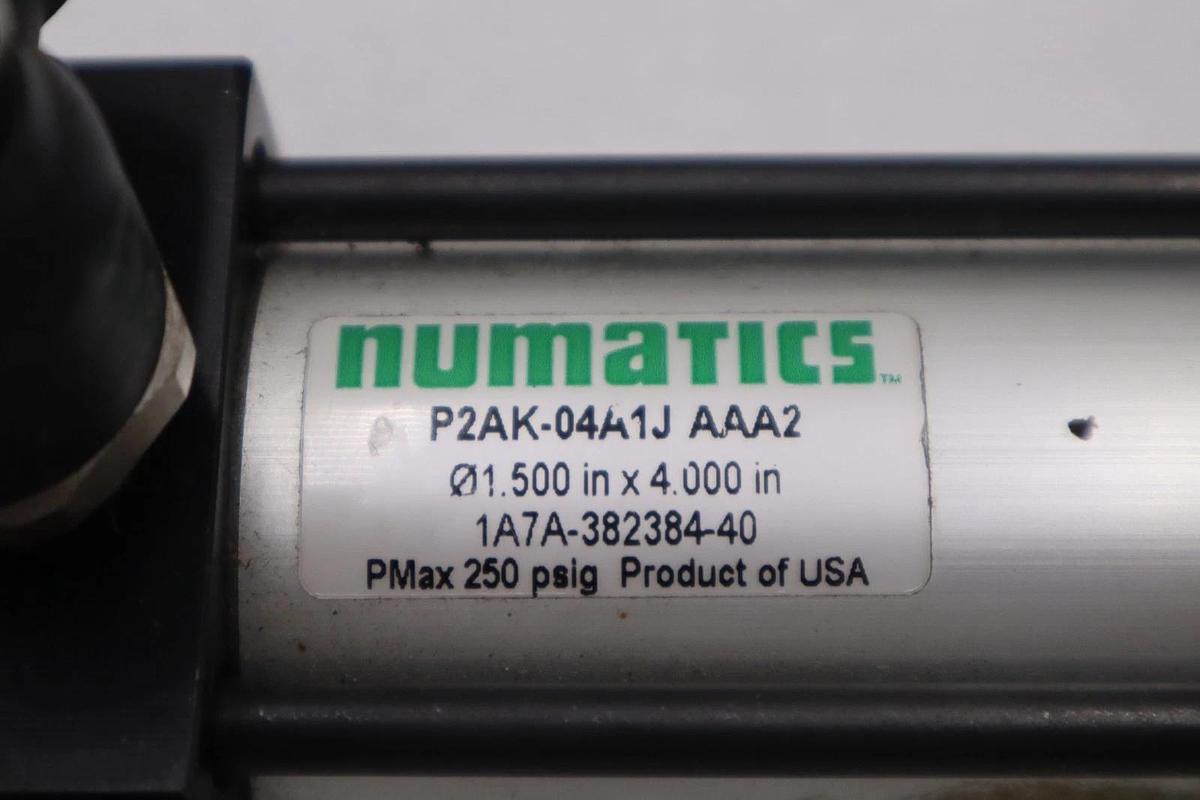 numatics™
P2AK-04A1J AAA2
Ø1.500 in x 4.000 in
1A7A-382384-40
PMax 250 psig Product of USA